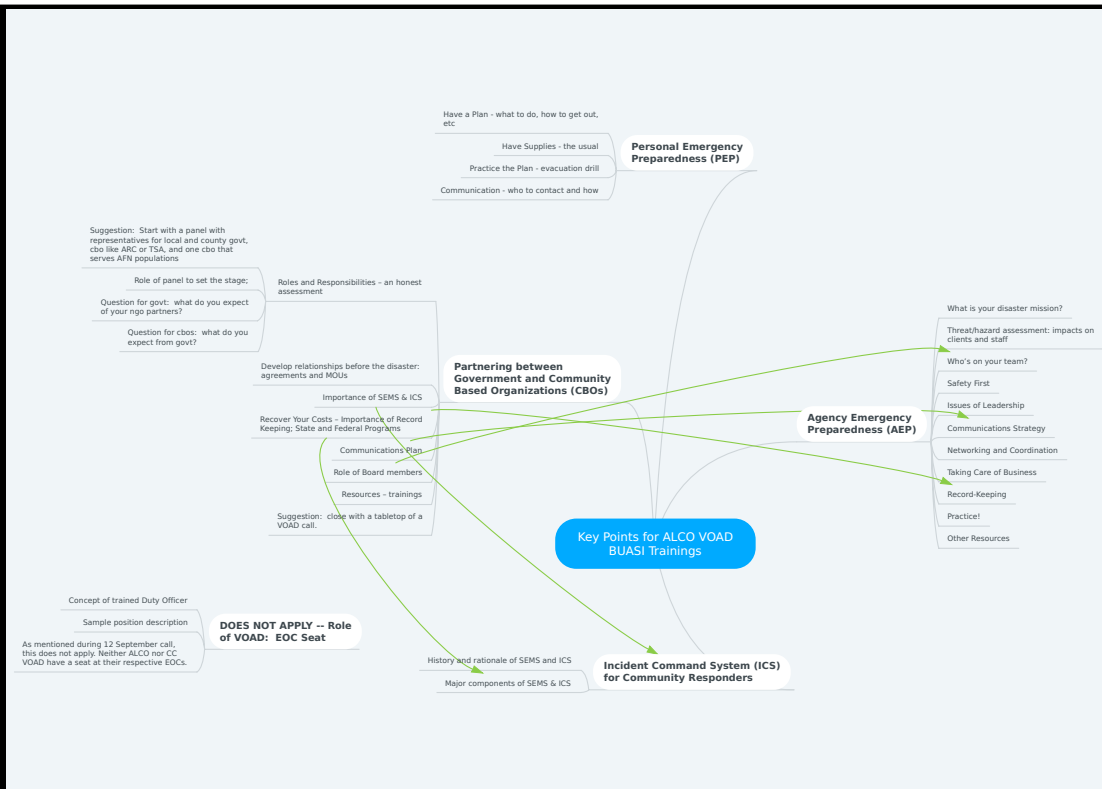 Have a Plan - what to do, how to get out,
etc
Have Supplies - the usual
Practice the Plan - evacuation drill
Communication - who to contact and how
Personal Emergency
Preparedness (PEP)
Suggestion:  Start with a panel with
representatives for local and county govt,
cbo like ARC or TSA, and one cbo that
serves AFN populations
Role of panel to set the stage;
Question for govt:  what do you expect
of your ngo partners?
Question for cbos:  what do you
expect from govt?
Roles and Responsibilities – an honest
assessment
Develop relationships before the disaster:
agreements and MOUs
Importance of SEMS & ICS
Recover Your Costs – Importance of Record
Keeping; State and Federal Programs
Communications Plan
Role of Board members
Resources – trainings
Suggestion:  close with a tabletop of a
VOAD call.
Partnering between
Government and Community
Based Organizations (CBOs)
What is your disaster mission?
Threat/hazard assessment: impacts on
clients and staff
Who's on your team?
Safety First
Issues of Leadership
Communications Strategy
Networking and Coordination
Taking Care of Business
Record-Keeping
Practice!
Other Resources
Agency Emergency
Preparedness (AEP)
Key Points for ALCO VOAD
BUASI Trainings
Concept of trained Duty Officer
Sample position description
As mentioned during 12 September call,
this does not apply. Neither ALCO nor CC
VOAD have a seat at their respective EOCs.
DOES NOT APPLY -- Role
of VOAD:  EOC Seat
History and rationale of SEMS and ICS
Major components of SEMS & ICS
Incident Command System (ICS)
for Community Responders